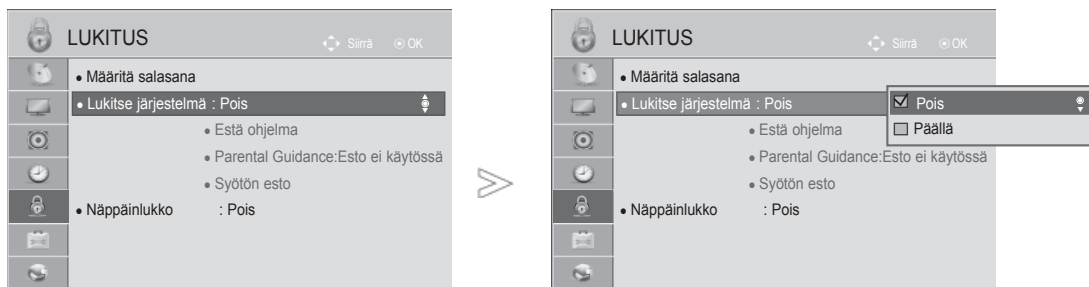 LUKITUS
Siirrä OK
• Määritä salasana
• Lukitse järjestelmä : Pois
• Estä ohjelma
• Parental Guidance:Esto ei käytössä
• Syötön esto
• Näppäinlukko : Pois
LUKITUS
Siirrä OK
• Määritä salasana
• Lukitse järjestelmä : Pois
Pois
Päällä
• Estä ohjelma
• Parental Guidance:Esto ei käytössä
• Syötön esto
• Näppäinlukko : Pois